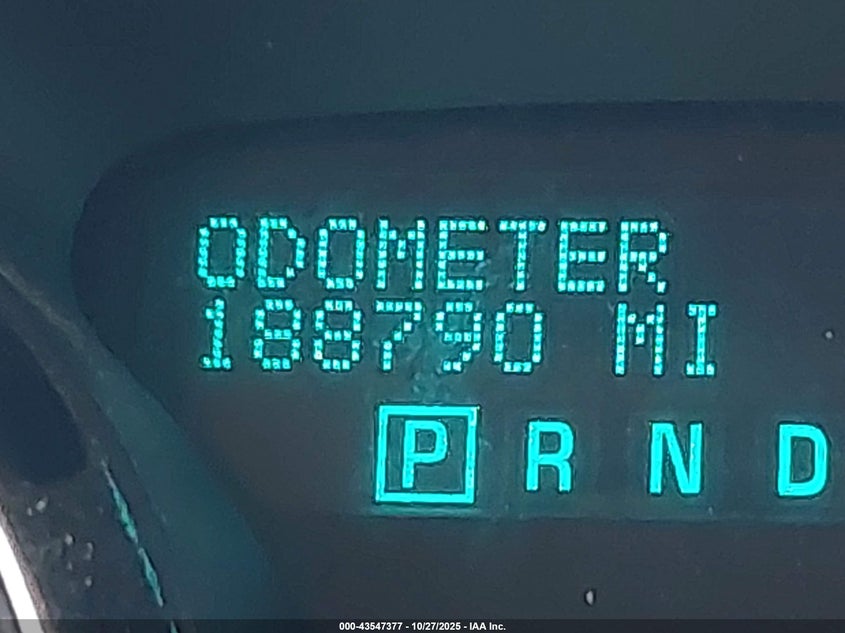 ODOMETER
188790 MI
P R N D
000-43547377 - 10/27/2025 - IAA Inc.